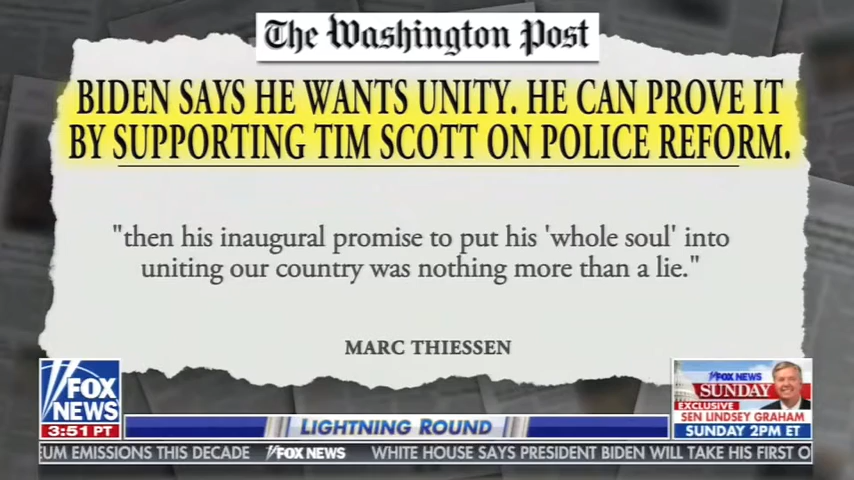 The Washington Post
BIDEN SAYS HE WANTS UNITY. HE CAN PROVE IT
BY SUPPORTING TIM SCOTT ON POLICE REFORM.
"then his inaugural promise to put his 'whole soul' into
uniting our country was nothing more than a lie."
MARC THIESSEN
FOX
NEWS
3:51 PT
LIGHTNING ROUND
FOX NEWS
SUNDAY
EXCLUSIVE
SEN LINDSEY GRAHAM
SUNDAY 2PM ET
UM EMISSIONS THIS DECADE FOX NEWS WHITE HOUSE SAYS PRESIDENT BIDEN WILL TAKE HIS FIRST O